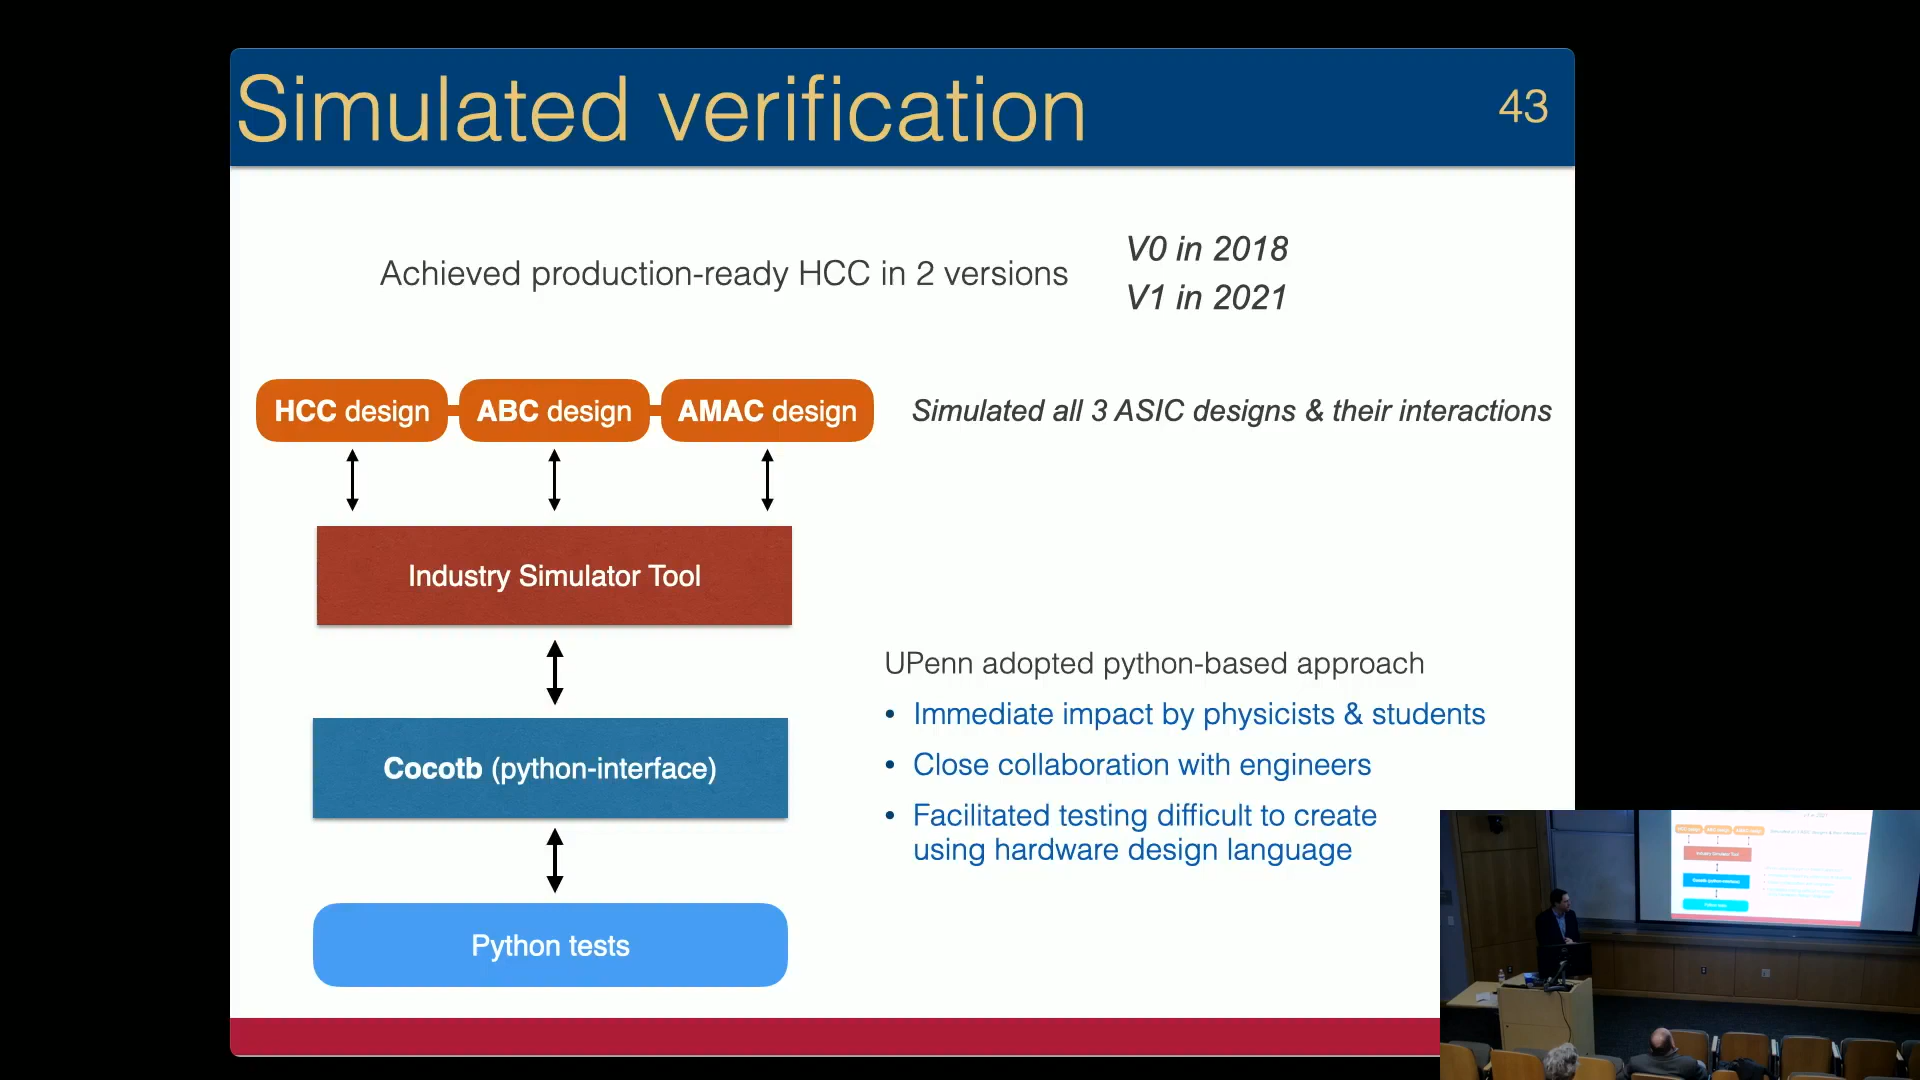 Simulated verification
43
Achieved production-ready HCC in 2 versions
V0 in 2018
V1 in 2021
HCC design
ABC design
AMAC design
Simulated all 3 ASIC designs & their interactions
Industry Simulator Tool
UPenn adopted python-based approach
• Immediate impact by physicists & students
• Close collaboration with engineers
• Facilitated testing difficult to create
using hardware design language
Cocotb (python-interface)
Python tests